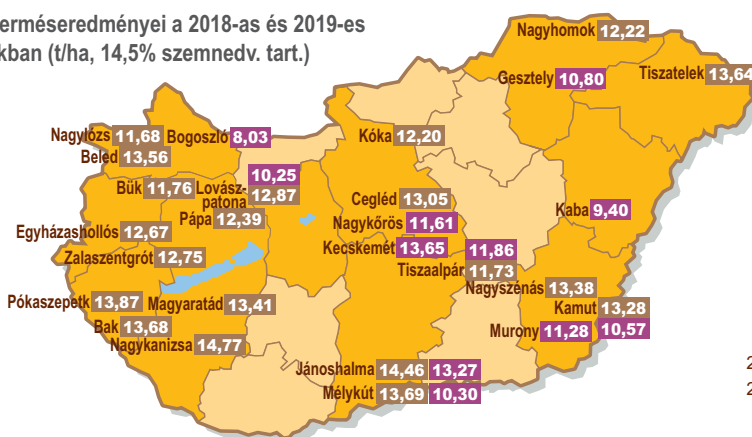 terméseredményei a 2018-as és 2019-es
kban (t/ha, 14,5% szemnedv. tart.)
Nagyhomok 12,22
Gesztely 10,80
Tiszatelek 13,64
Nagylózs 11,68
Bogoszló 8,03
Kóka 12,20
Beled 13,56
10,25
Bük 11,76
Lovász-
patona 12,87
Cegléd 13,05
Pápa 12,39
Nagykőrös 11,61
Kaba 9,40
Egyházashollós 12,67
Kecskemét 13,65
11,86
Zalaszentgrót 12,75
Tiszaalpár 11,73
Nagyszénás 13,38
Pókaszepetk 13,87
Magyaratád 13,41
Kamut 13,28
Bak 13,68
Murony 11,28
10,57
Nagykanizsa 14,77
Jánoshalma 14,46 13,27
Mélykút 13,69 10,30
2
2